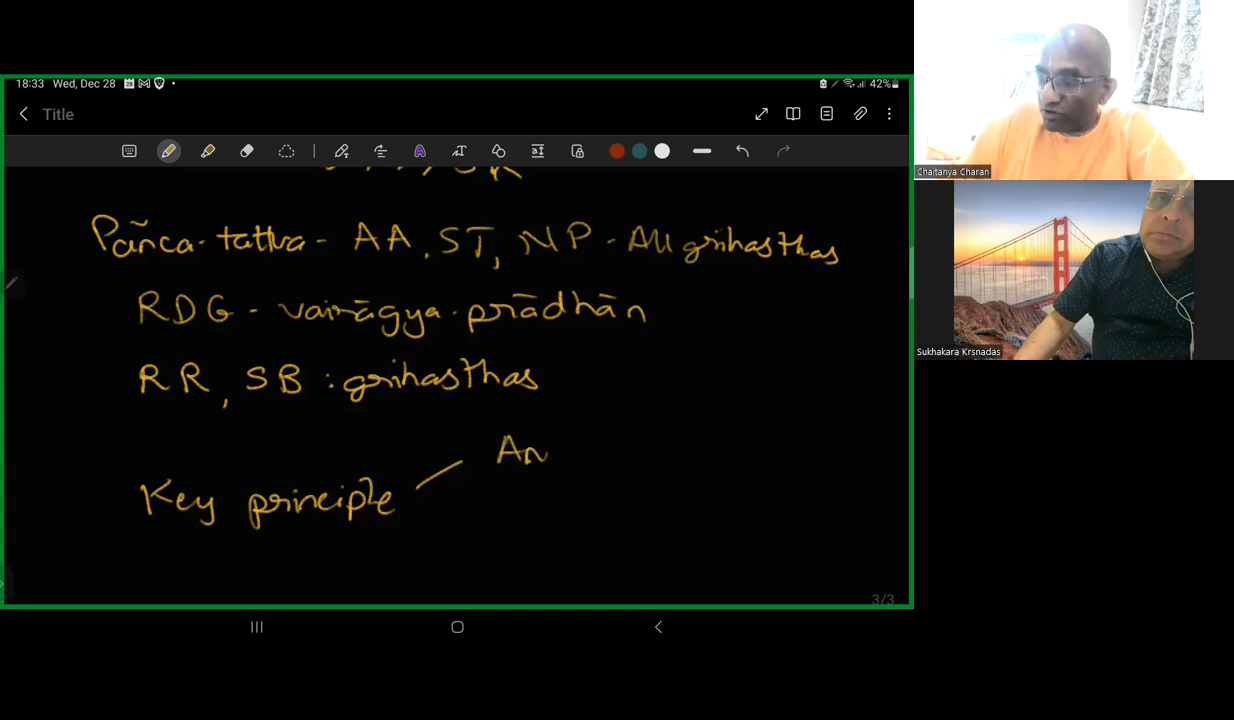 18:33 Wed, Dec 28 42%
Title
Pañca-tattva - AA, ST, NP - All grihasthas
RDG - vairāgya-prādhān
RR, SB : grihasthas
An
Key principle
3/3
Chaitanya Charan
Sukhakara Krsnadas